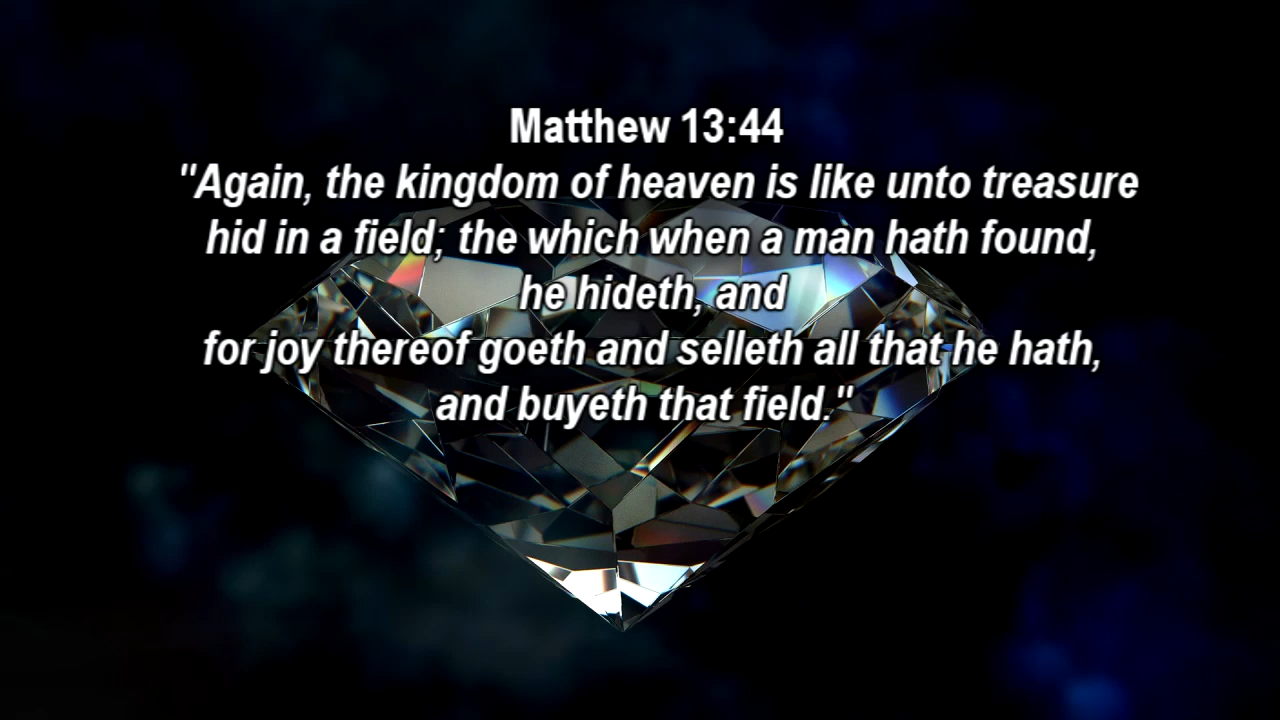 Matthew 13:44
"Again, the kingdom of heaven is like unto treasure
hid in a field; the which when a man hath found,
he hideth, and
for joy thereof goeth and selleth all that he hath,
and buyeth that field."